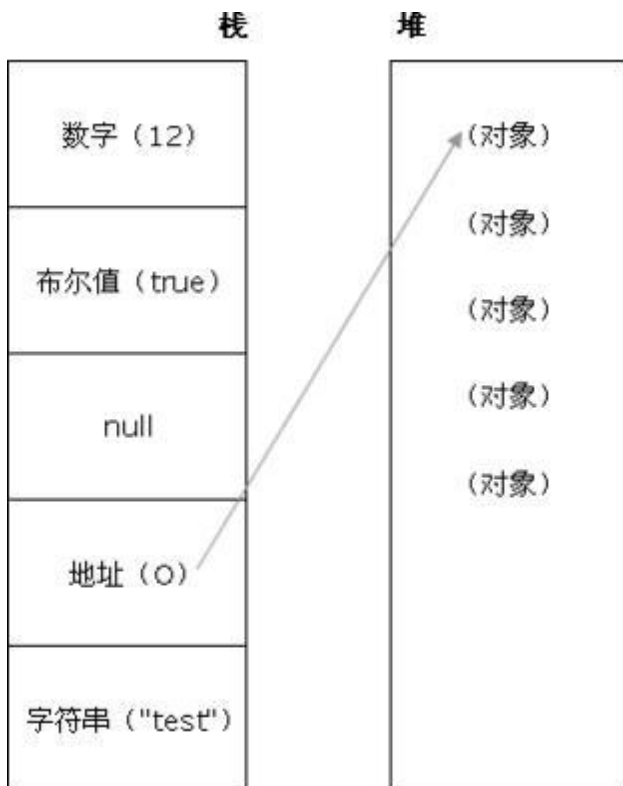 栈
堆
数字（12）
布尔值（true）
null
地址（O）
字符串（"test"）
（对象）
（对象）
（对象）
（对象）
（对象）